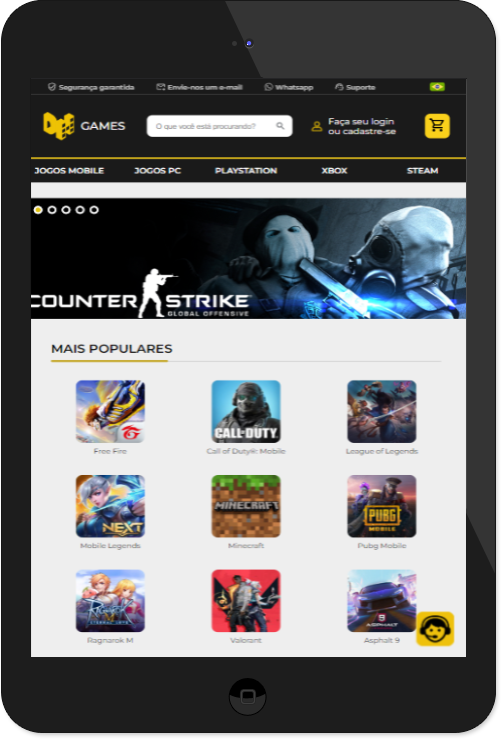 Segurança garantida
Envie-nos um e-mail
Whatsapp
Suporte
GAMES
O que você está procurando?
Faça seu login
ou cadastre-se
JOGOS MOBILE
JOGOS PC
PLAYSTATION
XBOX
STEAM
COUNTER STRIKE
GLOBAL OFFENSIVE
MAIS POPULARES
CALL OF DUTY
Free Fire
Call of Duty®: Mobile
League of Legends
NEXT
MINECRAFT
PUBG
MOBILE
Mobile Legends
Minecraft
Pubg Mobile
RAGNAROK
9
ASPHALT
Ragnarok M
Valorant
Asphalt 9